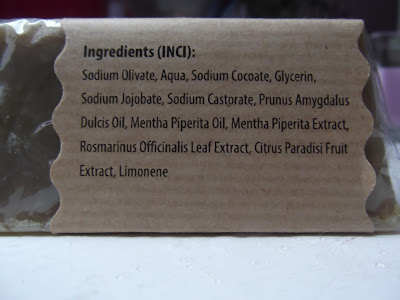 Ingredients (INCI):
Sodium Olivate, Aqua, Sodium Cocoate, Glycerin,
Sodium Jojobate, Sodium Castorate, Prunus Amygdalus
Dulcis Oil, Mentha Piperita Oil, Mentha Piperita Extract,
Rosmarinus Officinalis Leaf Extract, Citrus Paradisi Fruit
Extract, Limonene